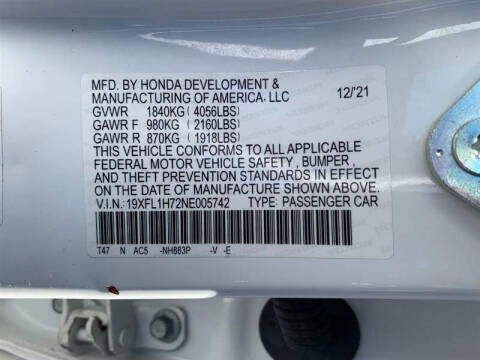 MFD. BY HONDA DEVELOPMENT &
MANUFACTURING OF AMERICA, LLC 12/'21
GVWR 1840KG ( 4056LBS)
GAWR F 980KG ( 2160LBS)
GAWR R 870KG ( 1918LBS)
THIS VEHICLE CONFORMS TO ALL APPLICABLE
FEDERAL MOTOR VEHICLE SAFETY , BUMPER ,
AND THEFT PREVENTION STANDARDS IN EFFECT
ON THE DATE OF MANUFACTURE SHOWN ABOVE.
V.I.N.: 19XFL1H72NE005742 TYPE: PASSENGER CAR
T47 N AC5 -NH883P -V -E